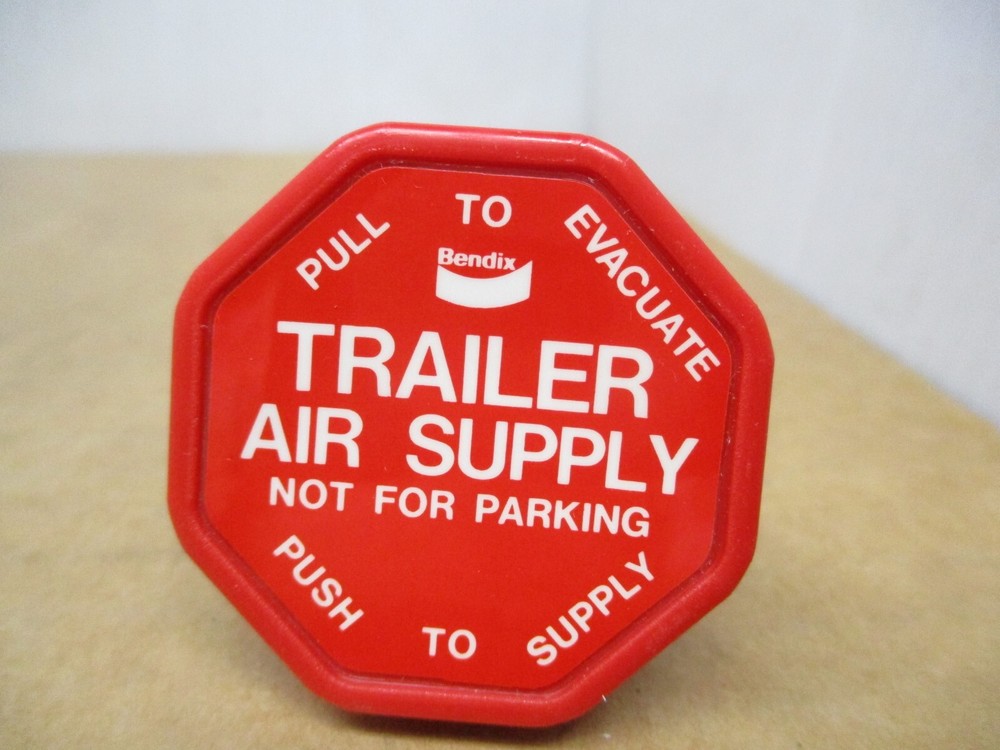 PULL TO EVACUATE
Bendix
TRAILER
AIR SUPPLY
NOT FOR PARKING
PUSH TO SUPPLY